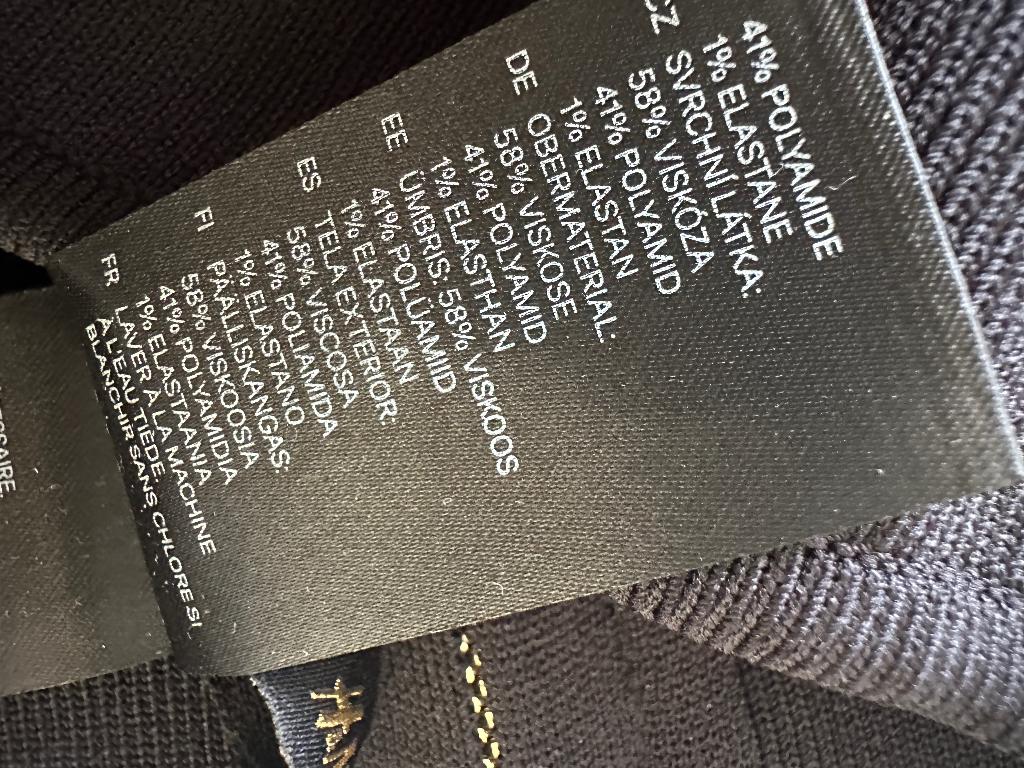 41% POLYAMIDE
1% ELASTANE
CZ SVRCHNÍ LÁTKA:
58% VISKÓZA
41% POLYAMID
1% ELASTAN
DE OBERMATERIAL:
58% VISKOSE
41% POLYAMID
1% ELASTHAN
EE ÜMBRIS: 58% VISKOOS
41% POLÜAMIID
1% ELASTAAN
ES TELA EXTERIOR:
58% VISCOSA
41% POLIAMIDA
1% ELASTANO
FI PÄÄLLISKANGAS:
58% VISKOOSIA
41% POLYAMIDIA
1% ELASTAANIA
FR LAVER À LA MACHINE
À L'EAU TIÈDE.
BLANCHIR SANS CHLORE SI